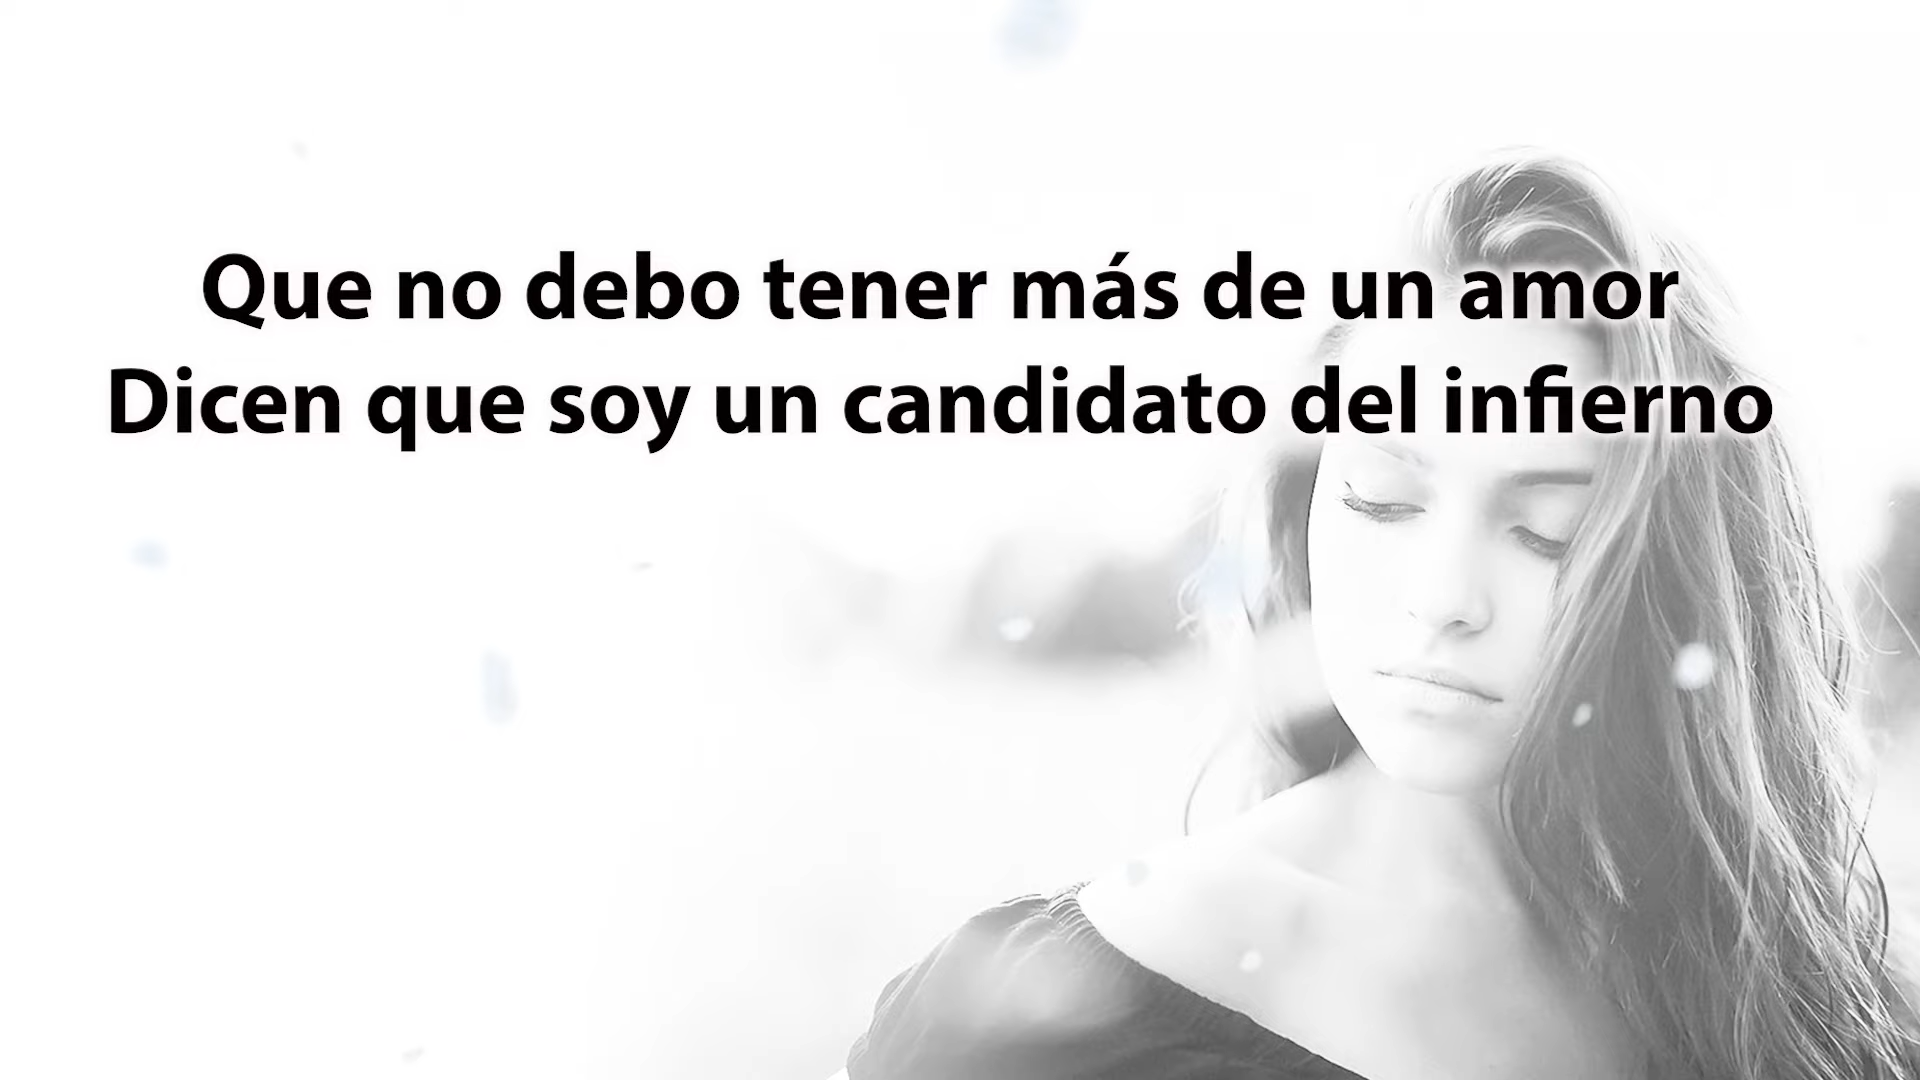 Que no debo tener más de un amor
Dicen que soy un candidato del infierno